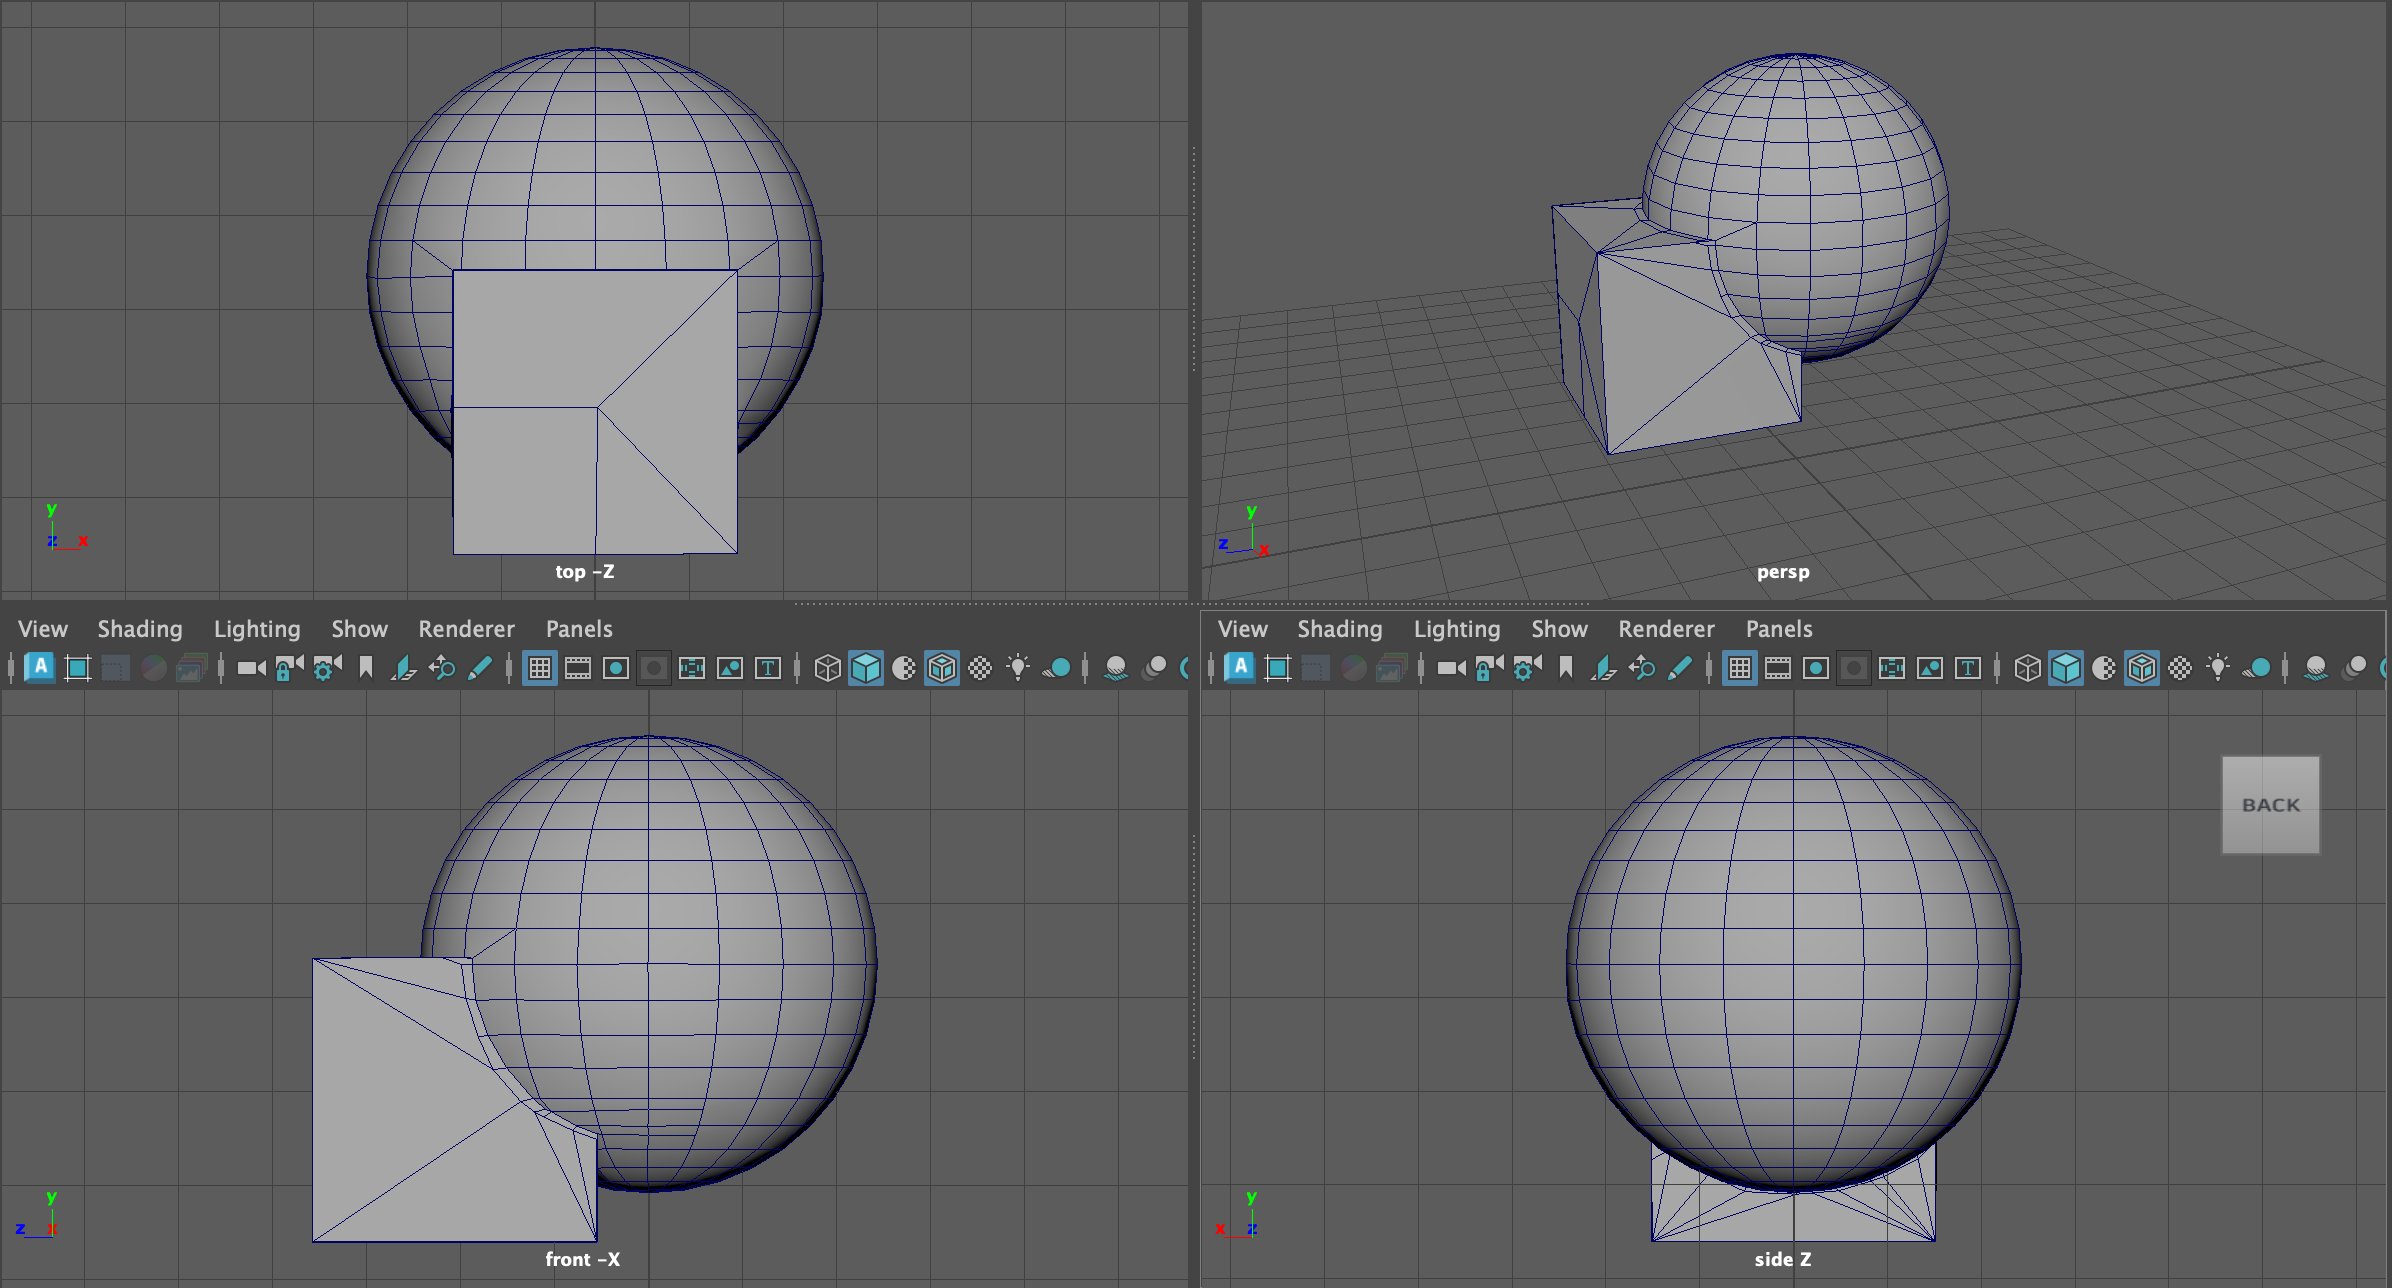 y
z x
top -Z
y
z x
persp
View Shading Lighting Show Renderer Panels
View Shading Lighting Show Renderer Panels
A T
A T
BACK
y
z x
front -X
y
x z
side Z